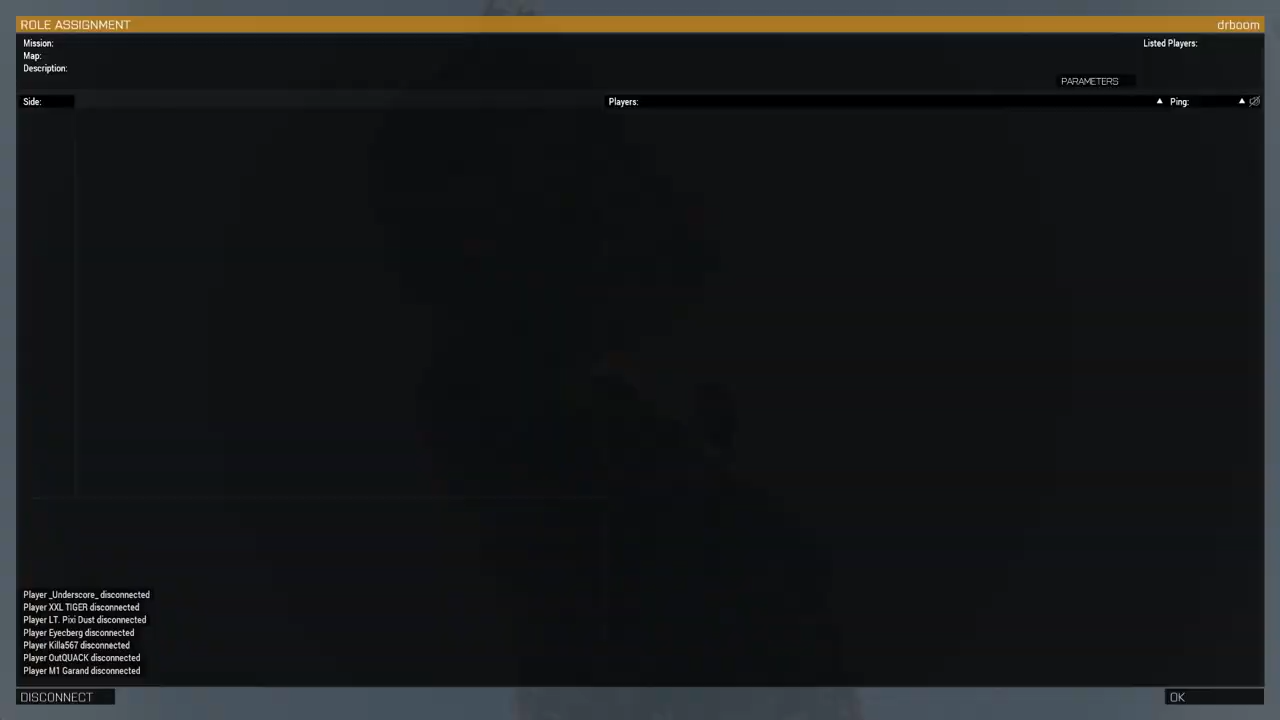 ROLE ASSIGNMENT drboom
Mission: Listed Players:
Map:
Description:
PARAMETERS
Side: Players: Ping:
Player _Underscore_ disconnected
Player XXL TIGER disconnected
Player LT. Pixi Dust disconnected
Player Eyecberg disconnected
Player Killa567 disconnected
Player OutQUACK disconnected
Player M1 Garand disconnected
DISCONNECT OK